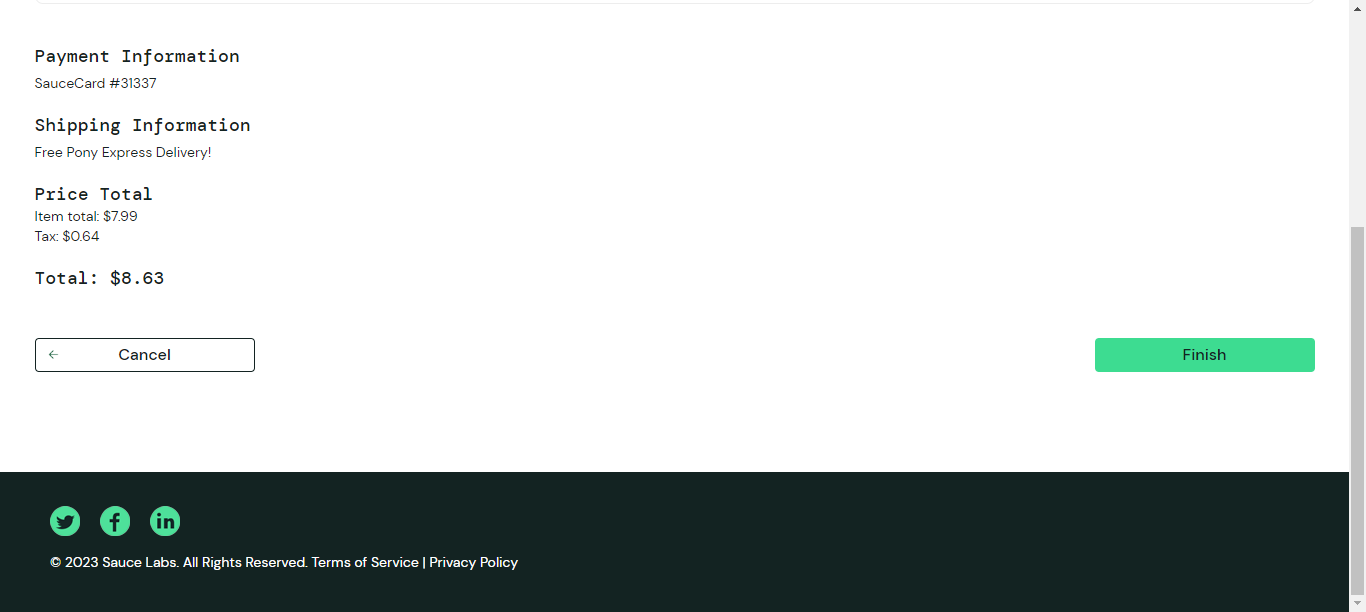 Payment Information
SauceCard #31337
Shipping Information
Free Pony Express Delivery!
Price Total
Item total: $7.99
Tax: $0.64
Total: $8.63
Cancel
Finish
© 2023 Sauce Labs. All Rights Reserved. Terms of Service | Privacy Policy